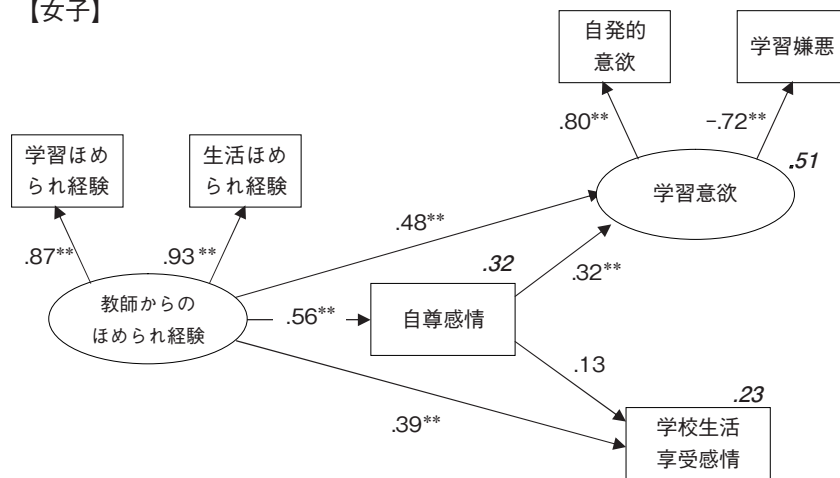 【女子】
自発的
意欲
学習嫌悪
.80**
-.72**
.51
学習ほめ
られ経験
生活ほめ
られ経験
学習意欲
.87**
.93**
.48**
.32
.32**
教師からの
ほめられ経験
.56**
自尊感情
.13
.23
.39**
学校生活
享受感情